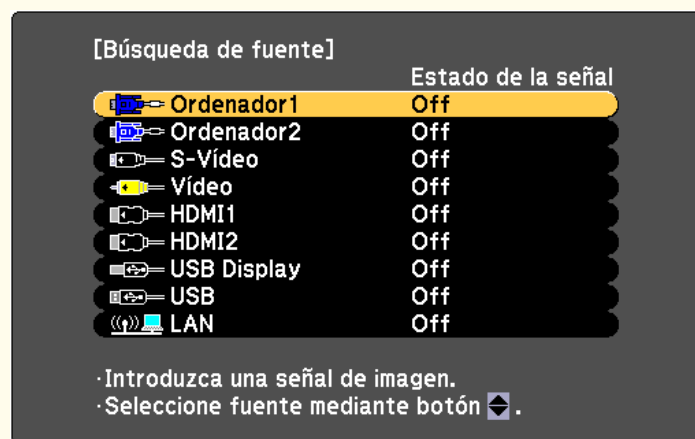 [Búsqueda de fuente]
Estado de la señal
Ordenador1 Off
Ordenador2 Off
S-Vídeo Off
Vídeo Off
HDMI1 Off
HDMI2 Off
USB Display Off
USB Off
LAN Off
·Introduzca una señal de imagen.
·Seleccione fuente mediante botón .